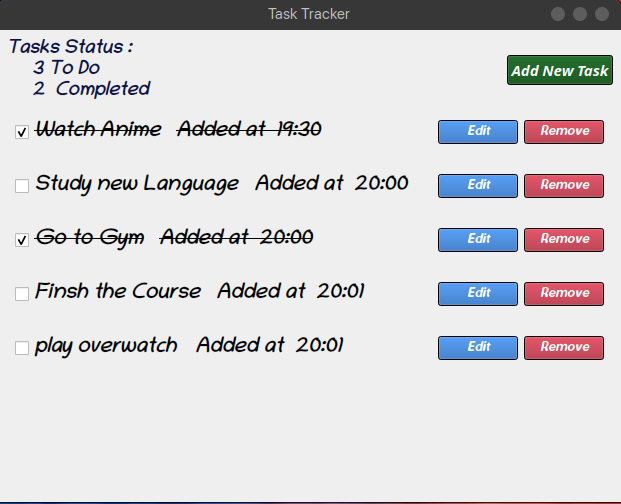 Task Tracker
Tasks Status :
3 To Do
2 Completed
Add New Task
Watch Anime Added at 19:30 Edit Remove
Study new Language Added at 20:00 Edit Remove
Go to Gym Added at 20:00 Edit Remove
Finsh the Course Added at 20:01 Edit Remove
play overwatch Added at 20:01 Edit Remove